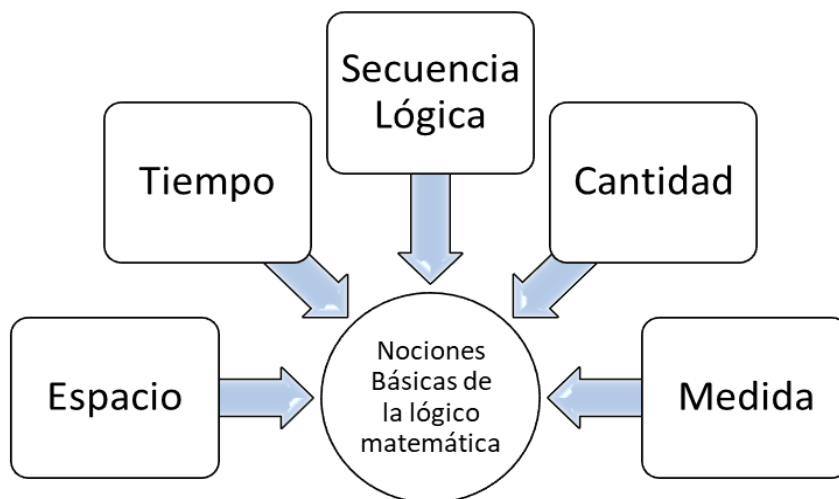 Secuencia
Lógica
Tiempo
Cantidad
Espacio
Nociones
Básicas de
la lógico
matemática
Medida